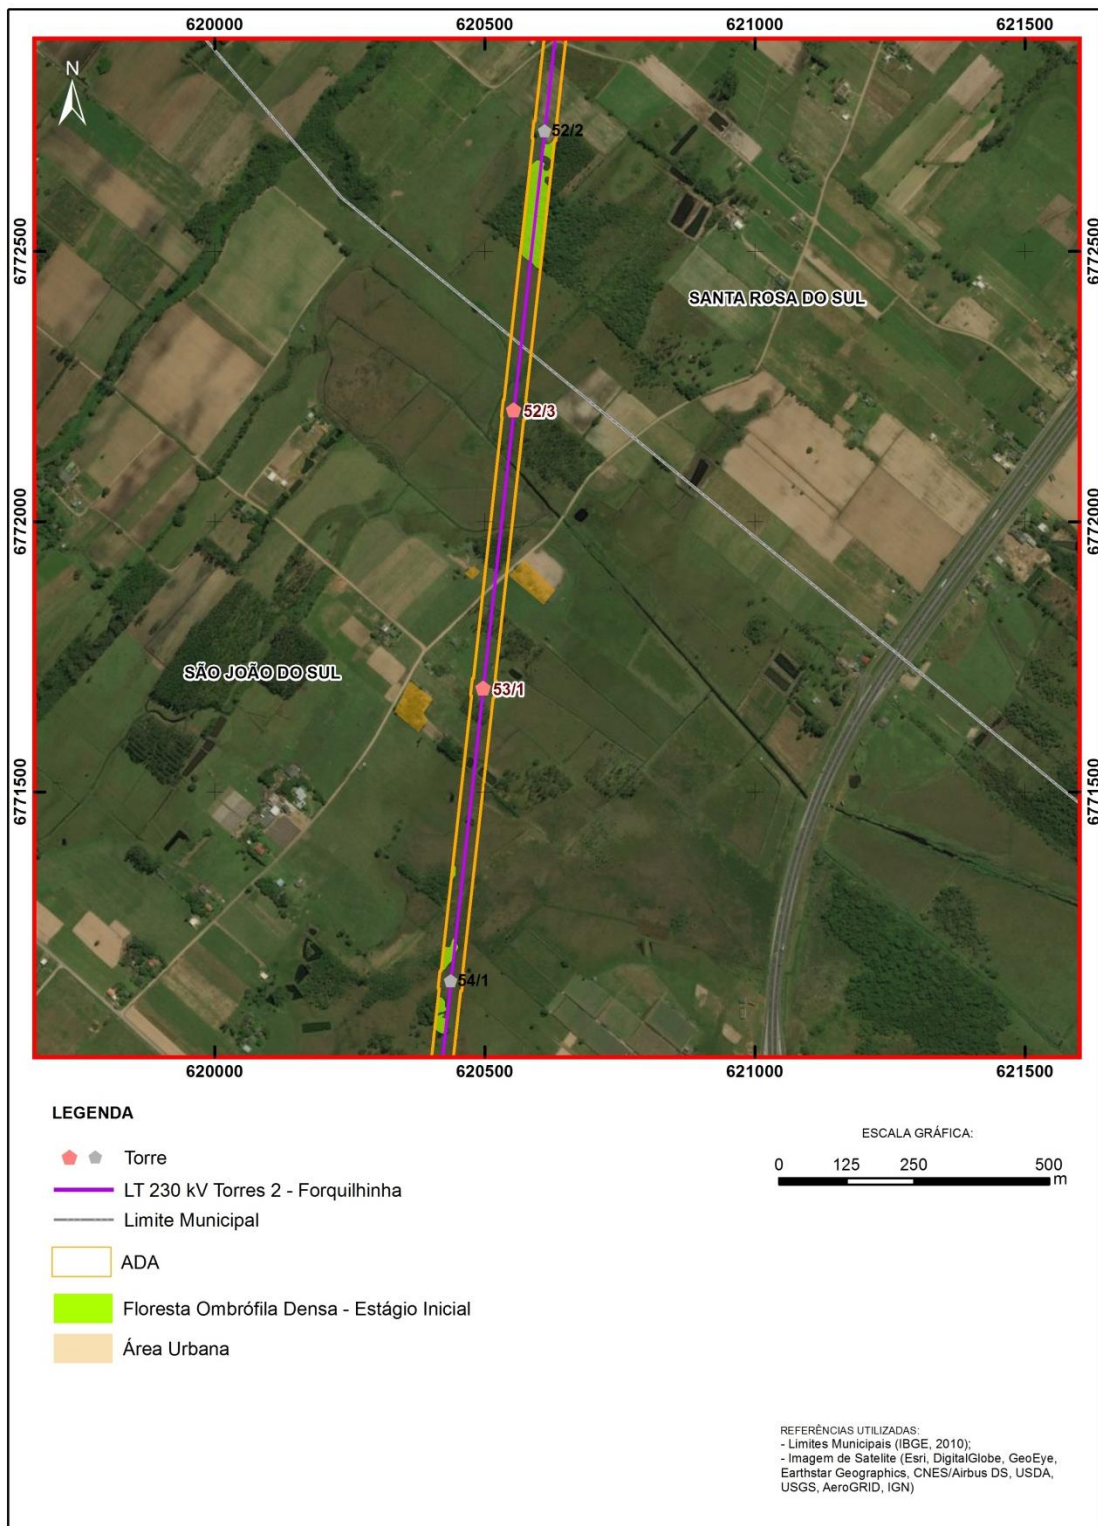 620000 620500 621000 621500
N
52/2
6772500 6772500
SANTA ROSA DO SUL
52/3
6772000 6772000
SÃO JOÃO DO SUL
53/1
6771500 6771500
54/1
620000 620500 621000 621500
LEGENDA
Torre
LT 230 kV Torres 2 - Forquilhinha
Limite Municipal
ADA
Floresta Ombrófila Densa - Estágio Inicial
Área Urbana
ESCALA GRÁFICA:
0 125 250 500
m
REFERÊNCIAS UTILIZADAS:
- Limites Municipais (IBGE, 2010);
- Imagem de Satelite (Esri, DigitalGlobe, GeoEye,
Earthstar Geographics, CNES/Airbus DS, USDA,
USGS, AeroGRID, IGN)